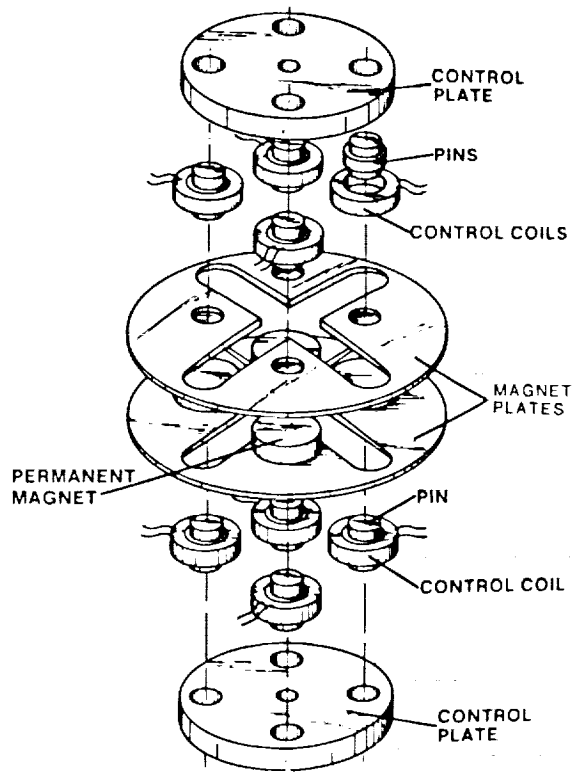 CONTROL
PLATE
PINS
CONTROL COILS
MAGNET
PLATES
PERMANENT
MAGNET
PIN
CONTROL COIL
CONTROL
PLATE